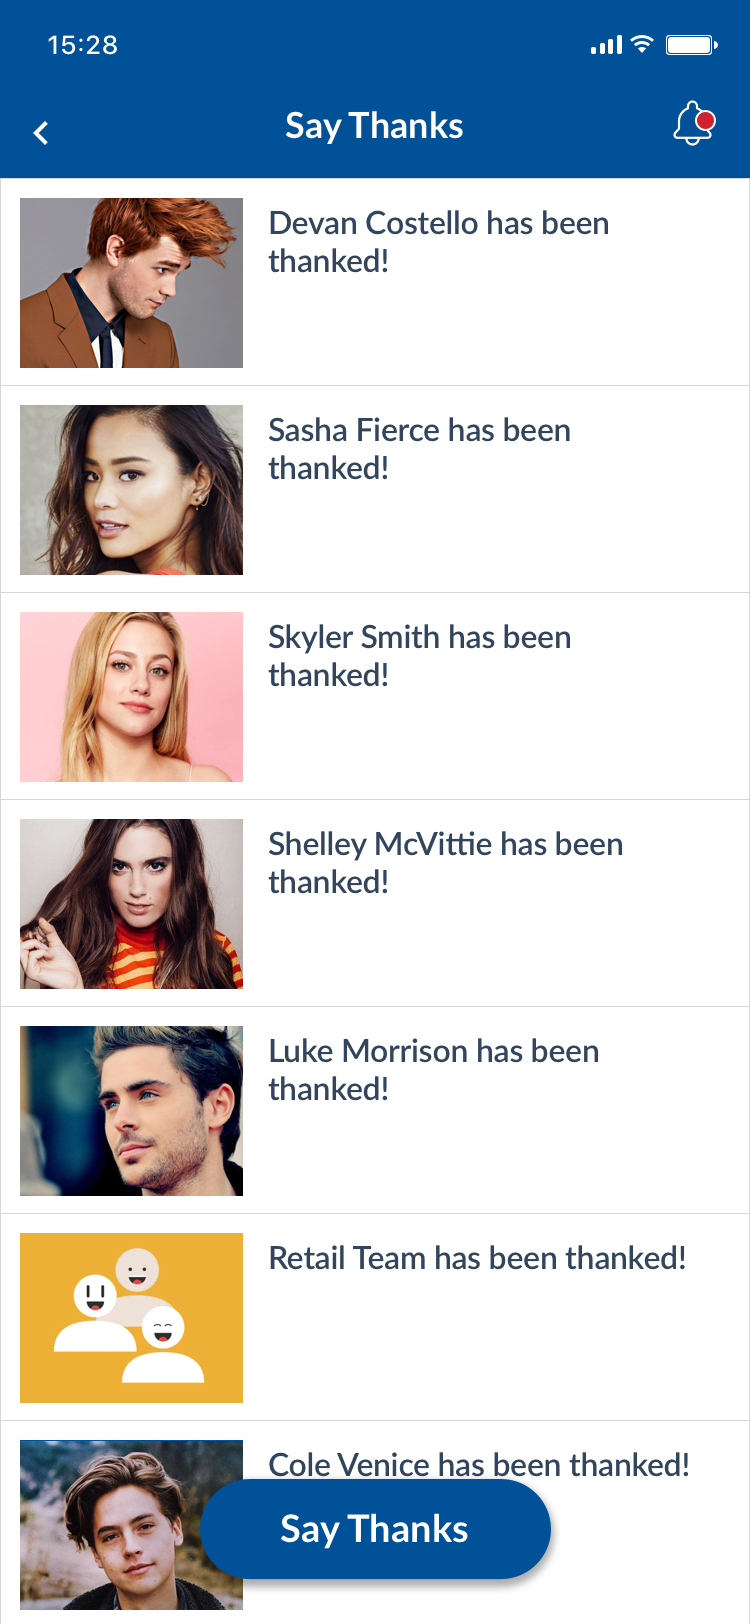 15:28
Say Thanks
Devan Costello has been
thanked!
Sasha Fierce has been
thanked!
Skyler Smith has been
thanked!
Shelley McVittie has been
thanked!
Luke Morrison has been
thanked!
Retail Team has been thanked!
Cole Venice has been thanked!
Say Thanks